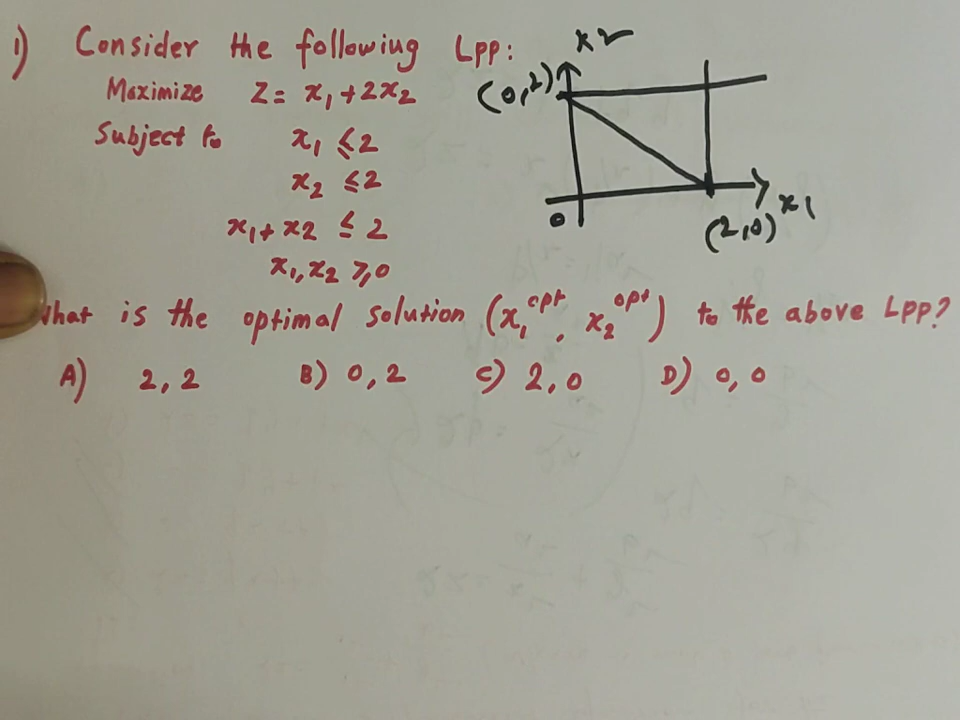 1) Consider the following LPP:
Maximize Z = x₁ + 2x₂
Subject to x₁ ≤ 2
x₂ ≤ 2
x₁ + x2 ≤ 2
x₁, x₂ ≥, 0
x2
(0,2)
0
(2,0)
x1
What is the optimal solution (x₁ᵒᵖᵗ, x₂ᵒᵖᵗ) to the above LPP?
A) 2, 2 B) 0, 2 C) 2, 0 D) 0, 0